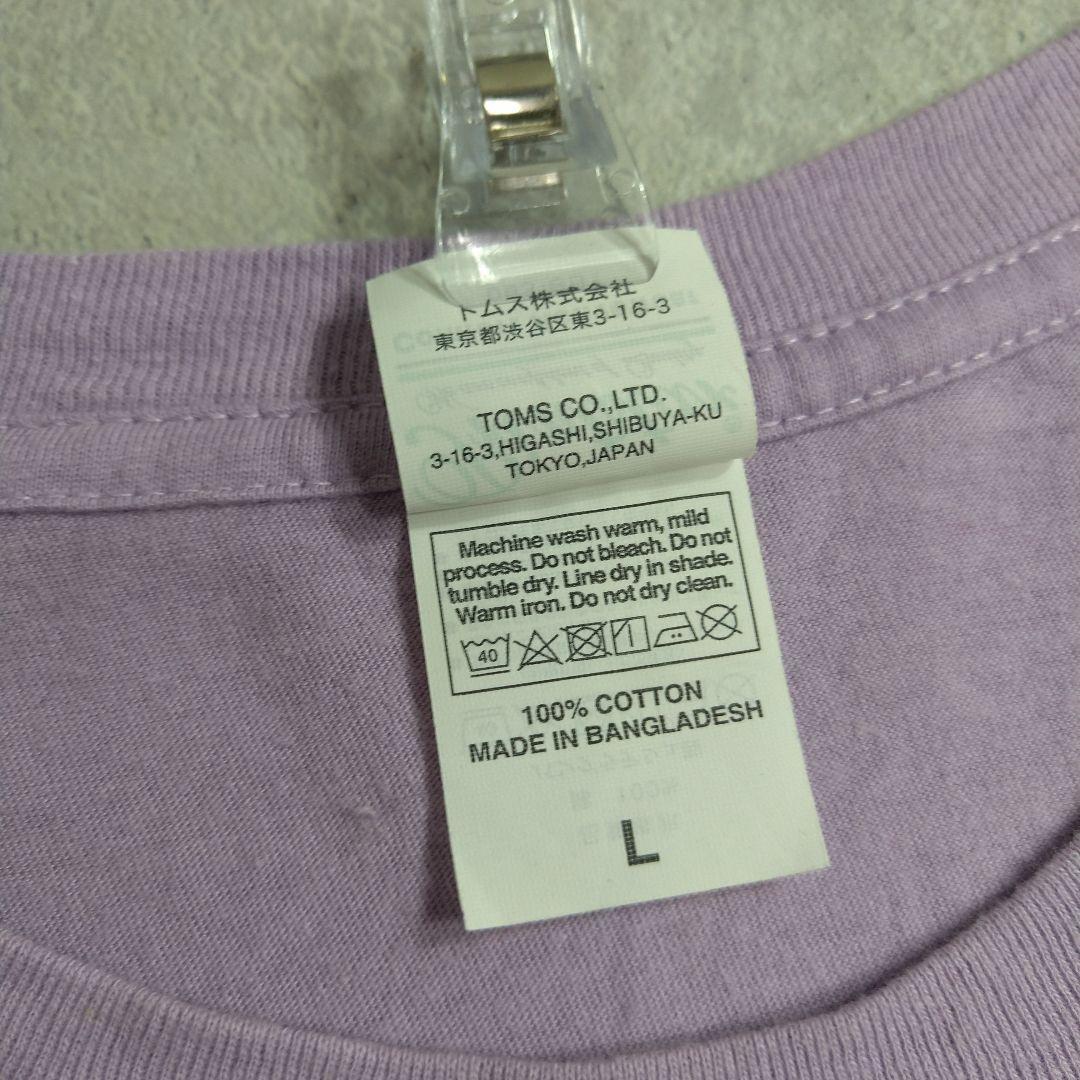 トムス株式会社
東京都渋谷区東3-16-3
TOMS CO.,LTD.
3-16-3,HIGASHI,SHIBUYA-KU
TOKYO,JAPAN
Machine wash warm, mild
process. Do not bleach. Do not
tumble dry. Line dry in shade.
Warm iron. Do not dry clean.
40
100% COTTON
MADE IN BANGLADESH
L